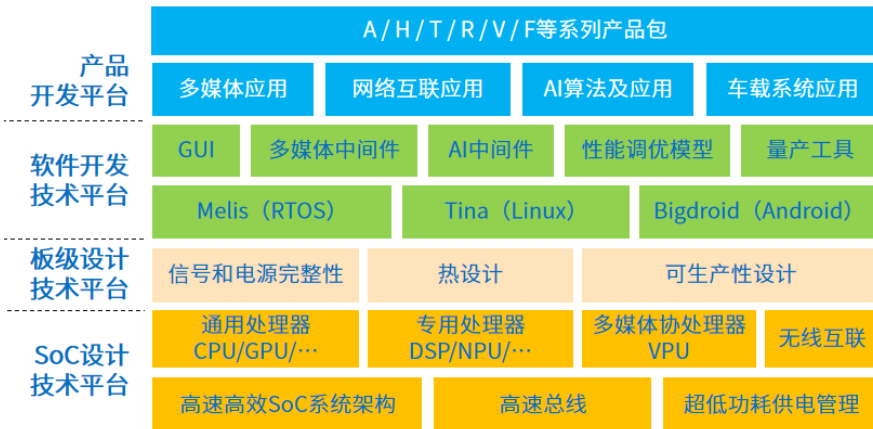 A / H / T / R / V / F等系列产品包
产品
开发平台
多媒体应用
网络互联应用
AI算法及应用
车载系统应用
软件开发
技术平台
GUI
多媒体中间件
AI中间件
性能调优模型
量产工具
Melis（RTOS）
Tina（Linux）
Bigdroid（Android）
板级设计
技术平台
信号和电源完整性
热设计
可生产性设计
SoC设计
技术平台
通用处理器
CPU/GPU/…
专用处理器
DSP/NPU/…
多媒体协处理器
VPU
无线互联
高速高效SoC系统架构
高速总线
超低功耗供电管理